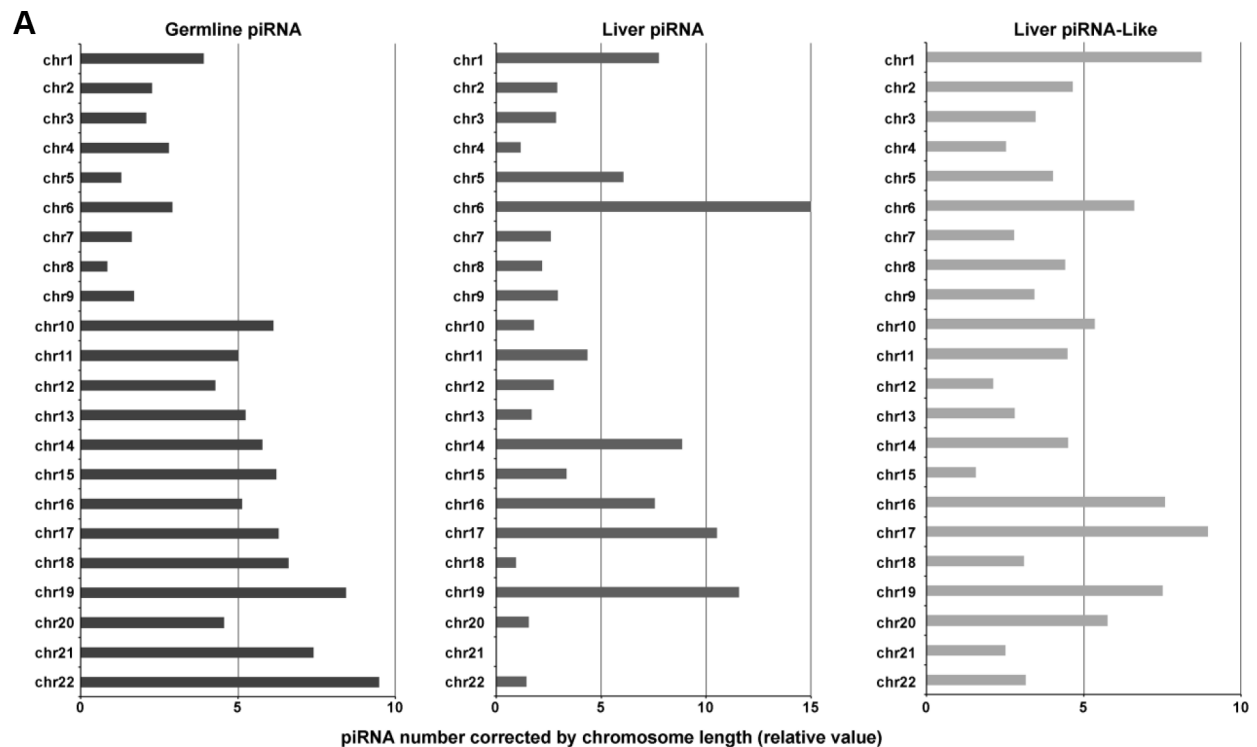 A
Germline piRNA
chr1
chr2
chr3
chr4
chr5
chr6
chr7
chr8
chr9
chr10
chr11
chr12
chr13
chr14
chr15
chr16
chr17
chr18
chr19
chr20
chr21
chr22
0 5 10
Liver piRNA
chr1
chr2
chr3
chr4
chr5
chr6
chr7
chr8
chr9
chr10
chr11
chr12
chr13
chr14
chr15
chr16
chr17
chr18
chr19
chr20
chr21
chr22
0 5 10 15
Liver piRNA-Like
chr1
chr2
chr3
chr4
chr5
chr6
chr7
chr8
chr9
chr10
chr11
chr12
chr13
chr14
chr15
chr16
chr17
chr18
chr19
chr20
chr21
chr22
0 5 10
piRNA number corrected by chromosome length (relative value)